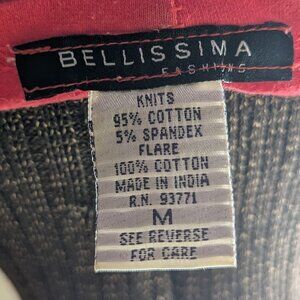 BELLISSIMA
FASHIONS
KNITS
95% COTTON
5% SPANDEX
FLARE
100% COTTON
MADE IN INDIA
R.N. 93771
M
SEE REVERSE
FOR CARE